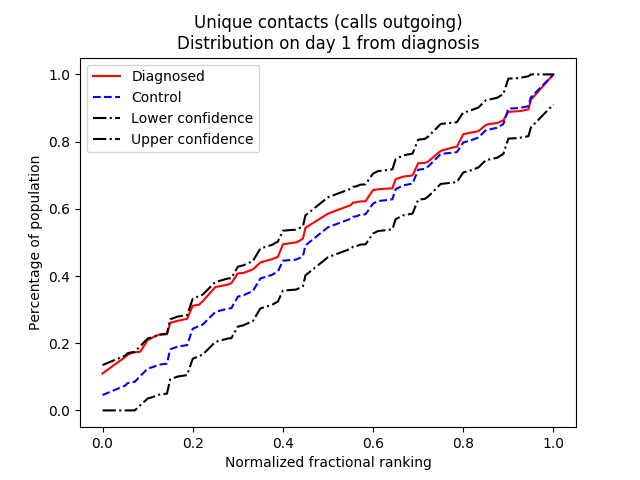 Unique contacts (calls outgoing)
Distribution on day 1 from diagnosis
Diagnosed
Control
Lower confidence
Upper confidence
Percentage of population
1.0
0.8
0.6
0.4
0.2
0.0
0.0 0.2 0.4 0.6 0.8 1.0
Normalized fractional ranking